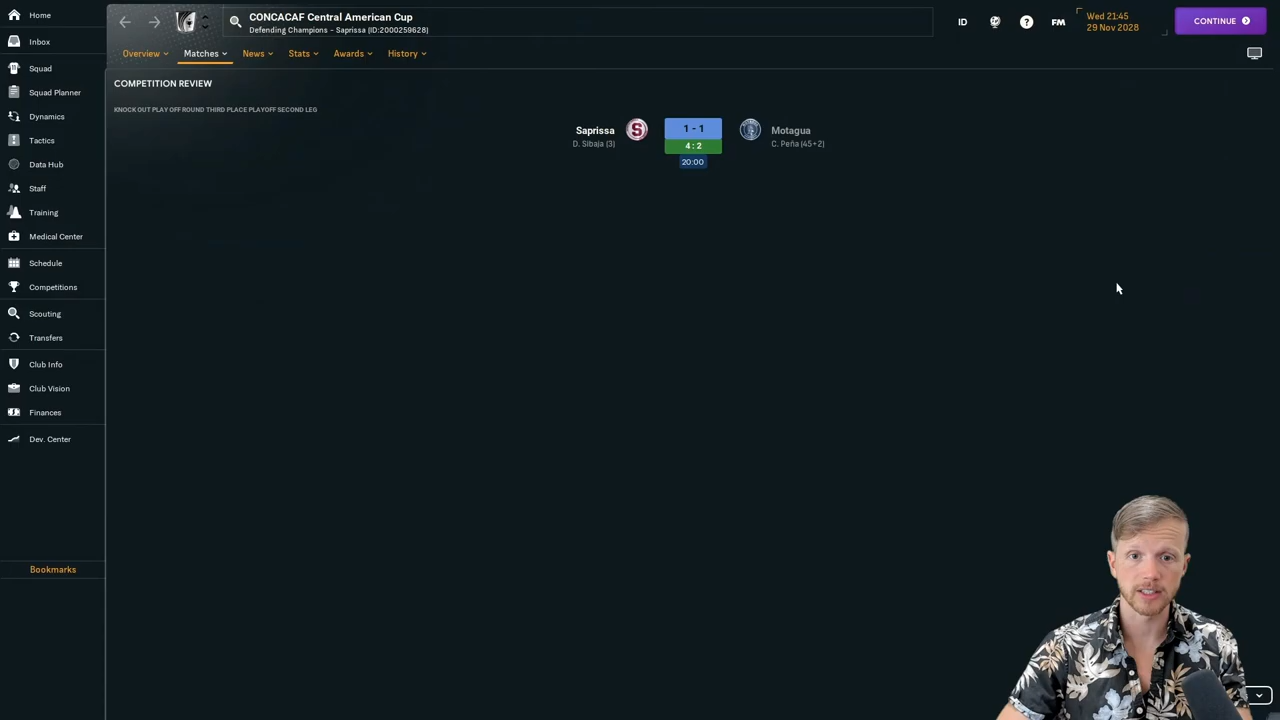 Home
Inbox
Squad
Squad Planner
Dynamics
Tactics
Data Hub
Staff
Training
Medical Center
Schedule
Competitions
Scouting
Transfers
Club Info
Club Vision
Finances
Dev. Center
Bookmarks
CONCACAF Central American Cup
Defending Champions - Saprissa (ID:2000259628)
ID
?
FM
Wed 21:45
29 Nov 2028
CONTINUE
Overview
Matches
News
Stats
Awards
History
COMPETITION REVIEW
KNOCK OUT PLAY OFF ROUND THIRD PLACE PLAYOFF SECOND LEG
Saprissa
S
1 - 1
Motagua
D. Sibaja (3)
4 : 2
C. Peña (45+2)
20:00